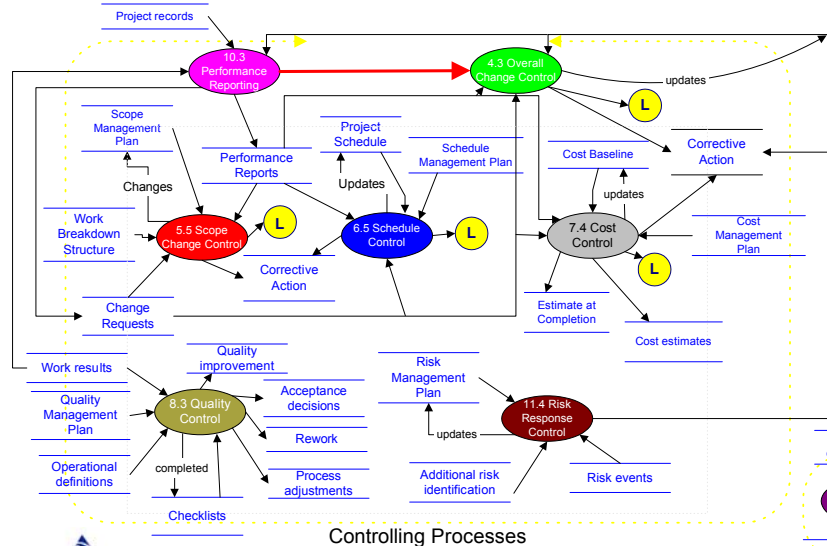 Project records
10.3
Performance
Reporting
4.3 Overall
Change Control
updates
L
Scope
Management
Plan
Performance
Reports
Project
Schedule
Schedule
Management Plan
Cost Baseline
Corrective
Action
Changes
Updates
updates
Work
Breakdown
Structure
5.5 Scope
Change Control
L
6.5 Schedule
Control
L
7.4 Cost
Control
L
Cost
Management
Plan
Corrective
Action
Change
Requests
Estimate at
Completion
Cost estimates
Work results
Quality
improvement
Risk
Management
Plan
Quality
Management
Plan
8.3 Quality
Control
Acceptance
decisions
11.4 Risk
Response
Control
updates
Rework
Operational
definitions
completed
Process
adjustments
Additional risk
identification
Risk events
Checklists
Controlling Processes